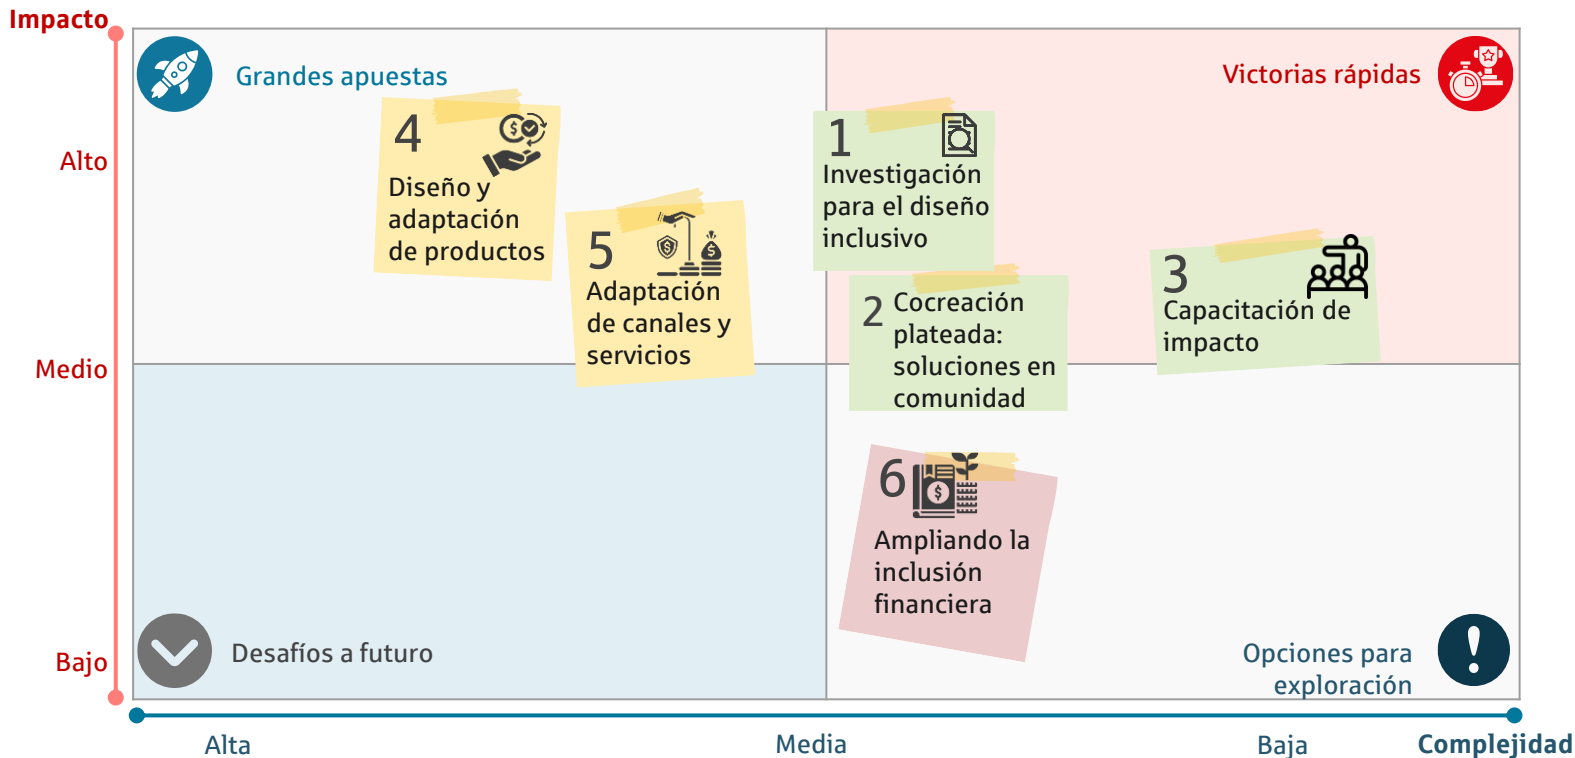 Impacto
Grandes apuestas
Victorias rápidas
Alto
Medio
Bajo
4
Diseño y
adaptación
de productos
5
Adaptación
de canales y
servicios
1
Investigación
para el diseño
inclusivo
2
Cocreación
plateada:
soluciones en
comunidad
3
Capacitación de
impacto
6
Ampliando la
inclusión
financiera
Desafíos a futuro
Opciones para
exploración
Alta
Media
Baja
Complejidad